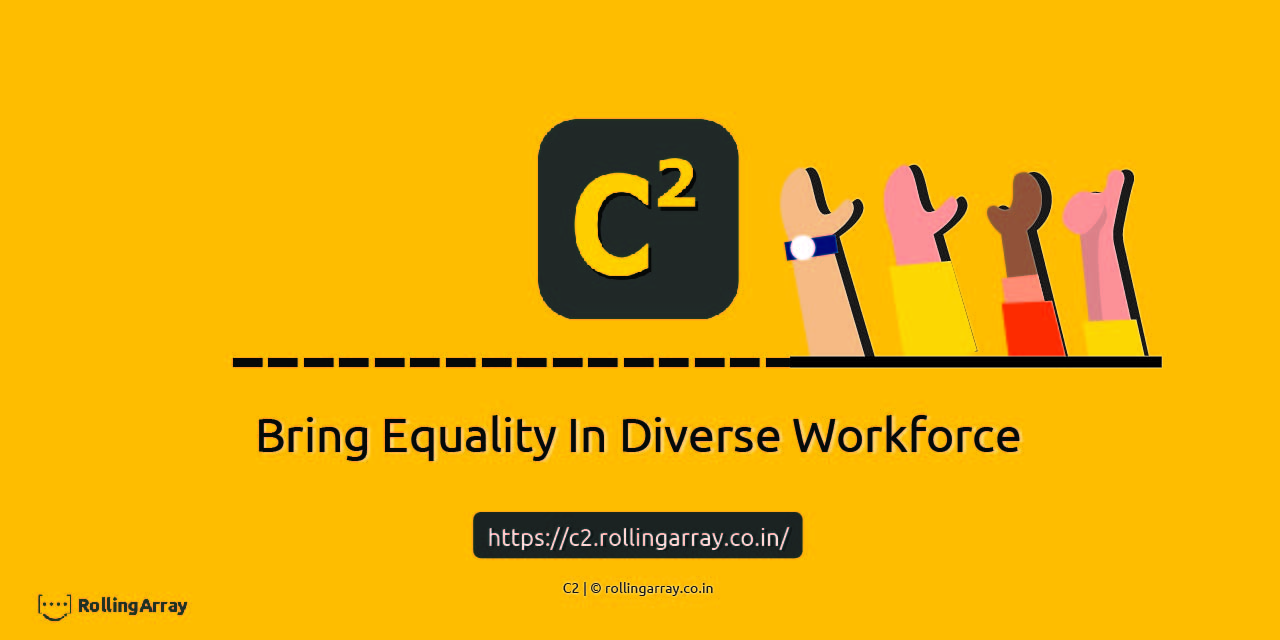 C²
Bring Equality In Diverse Workforce
https://c2.rollingarray.co.in/
C2 | © rollingarray.co.in
RollingArray